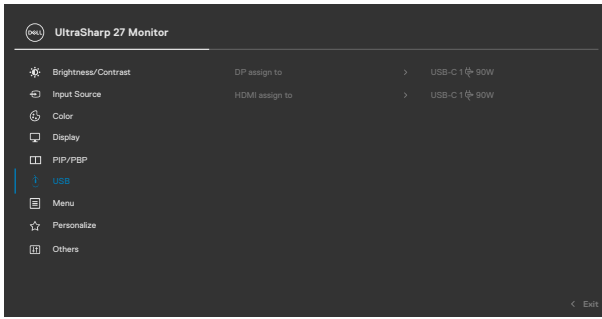 DELL UltraSharp 27 Monitor
Brightness/Contrast
DP assign to > USB-C 1 90W
Input Source
HDMI assign to > USB-C 1 90W
Color
Display
PIP/PBP
USB
Menu
Personalize
Others
< Exit